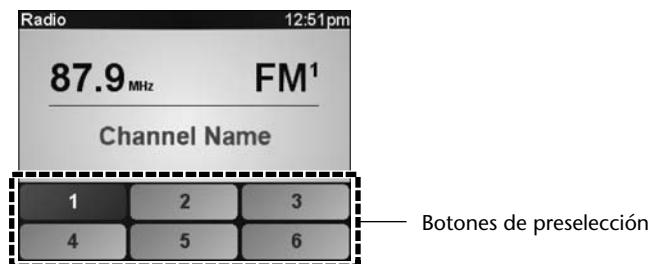 Radio 12:51pm
87.9 MHz FM¹
Channel Name
1 2 3
4 5 6
Botones de preselección